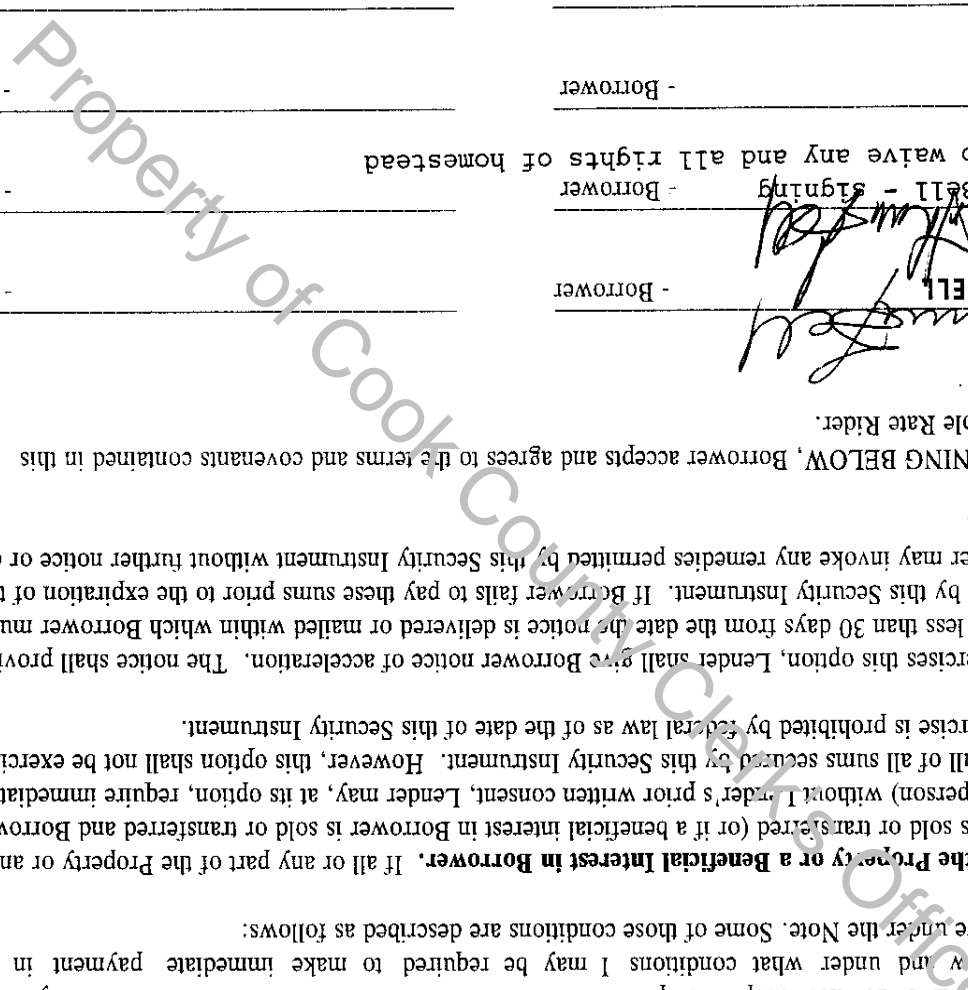 and under what conditions I may be required to make immediate payment in
under the Note. Some of those conditions are described as follows:
the Property or a Beneficial Interest in Borrower. If all or any part of the Property or an
s sold or transferred (or if a beneficial interest in Borrower is sold or transferred and Borrow
person) without Lender's prior written consent, Lender may, at its option, require immediat
ll of all sums secured by this Security Instrument. However, this option shall not be exerci
rcise is prohibited by federal law as of the date of this Security Instrument.
ercises this option, Lender shall give Borrower notice of acceleration. The notice shall prov
less than 30 days from the date the notice is delivered or mailed within which Borrower mu
by this Security Instrument. If Borrower fails to pay these sums prior to the expiration of t
er may invoke any remedies permitted by this Security Instrument without further notice or
NING BELOW, Borrower accepts and agrees to the terms and covenants contained in this
ble Rate Rider.
ELL - Borrower -
Bell - signing - Borrower -
o waive any and all rights of homestead
- Borrower -
Property of Cook County Clerk's Office